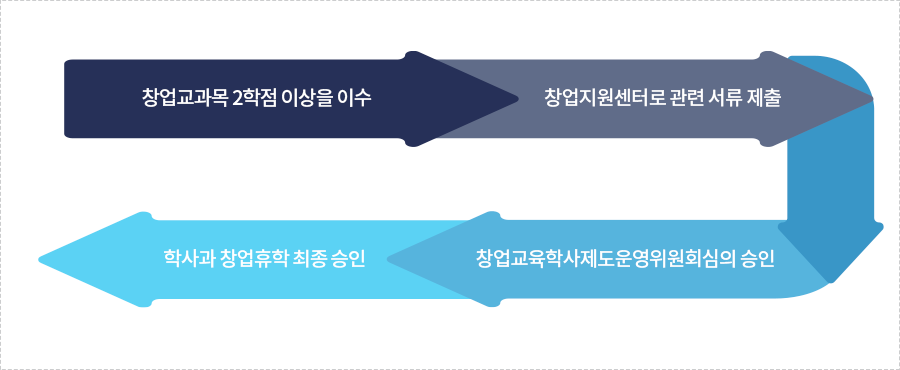 창업교과목 2학점 이상을 이수
창업지원센터로 관련 서류 제출
창업교육학사제도운영위원회심의 승인
학사과 창업휴학 최종 승인